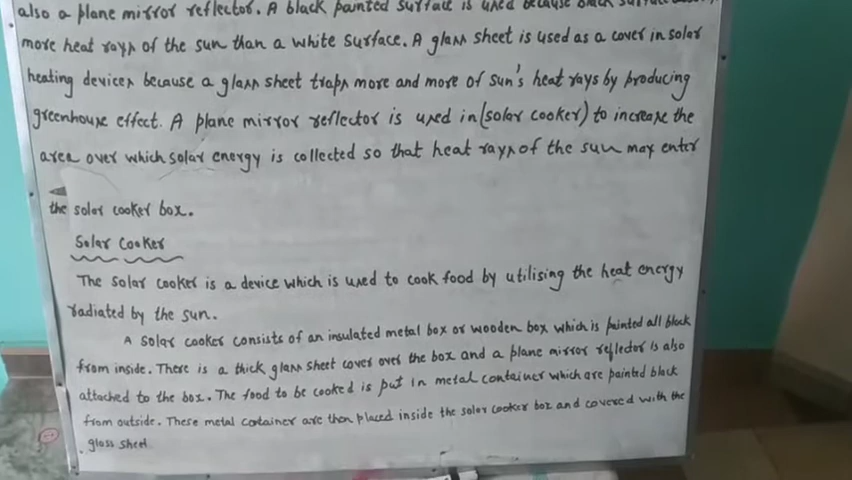 also a plane mirror reflector. A black painted surface is used because black surface
more heat rays of the sun than a white surface. A glass sheet is used as a cover in solar
heating devices because a glass sheet traps more and more of sun's heat rays by producing
greenhouse effect. A plane mirror reflector is used in (solar cooker) to increase the
area over which solar energy is collected so that heat rays of the sun may enter
the solar cooker box.
Solar Cooker
The solar cooker is a device which is used to cook food by utilising the heat energy
radiated by the sun.
A solar cooker consists of an insulated metal box or wooden box which is painted all black
from inside. There is a thick glass sheet cover over the box and a plane mirror reflector is also
attached to the box. The food to be cooked is put in metal container which are painted black
from outside. These metal container are then placed inside the solar cooker box and covered with the
glass sheet.